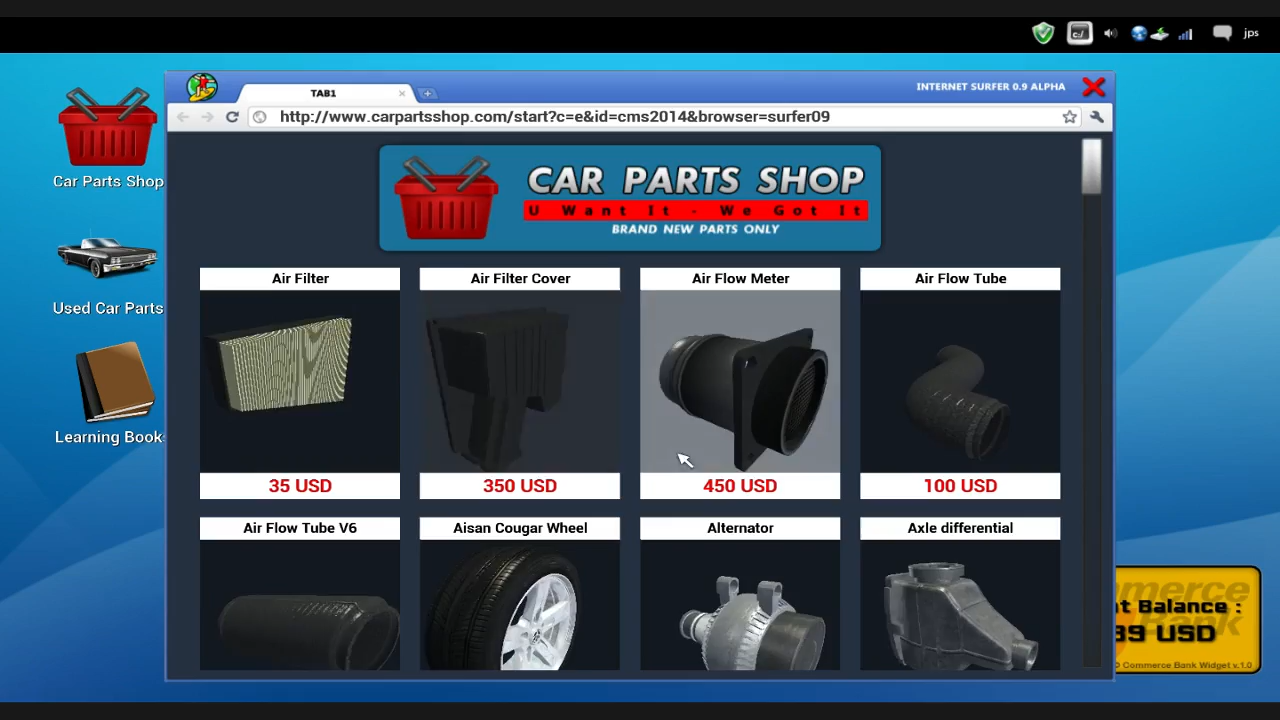 jps
INTERNET SURFER 0.9 ALPHA
TAB1
http://www.carpartsshop.com/start?c=e&id=cms2014&browser=surfer09
Car Parts Shop
Used Car Parts
Learning Book
CAR PARTS SHOP
U Want It - We Got It
BRAND NEW PARTS ONLY
Air Filter
Air Filter Cover
Air Flow Meter
Air Flow Tube
35 USD
350 USD
450 USD
100 USD
Air Flow Tube V6
Aisan Cougar Wheel
Alternator
Axle differential
Balance :
USD
Commerce Bank Widget v.1.0